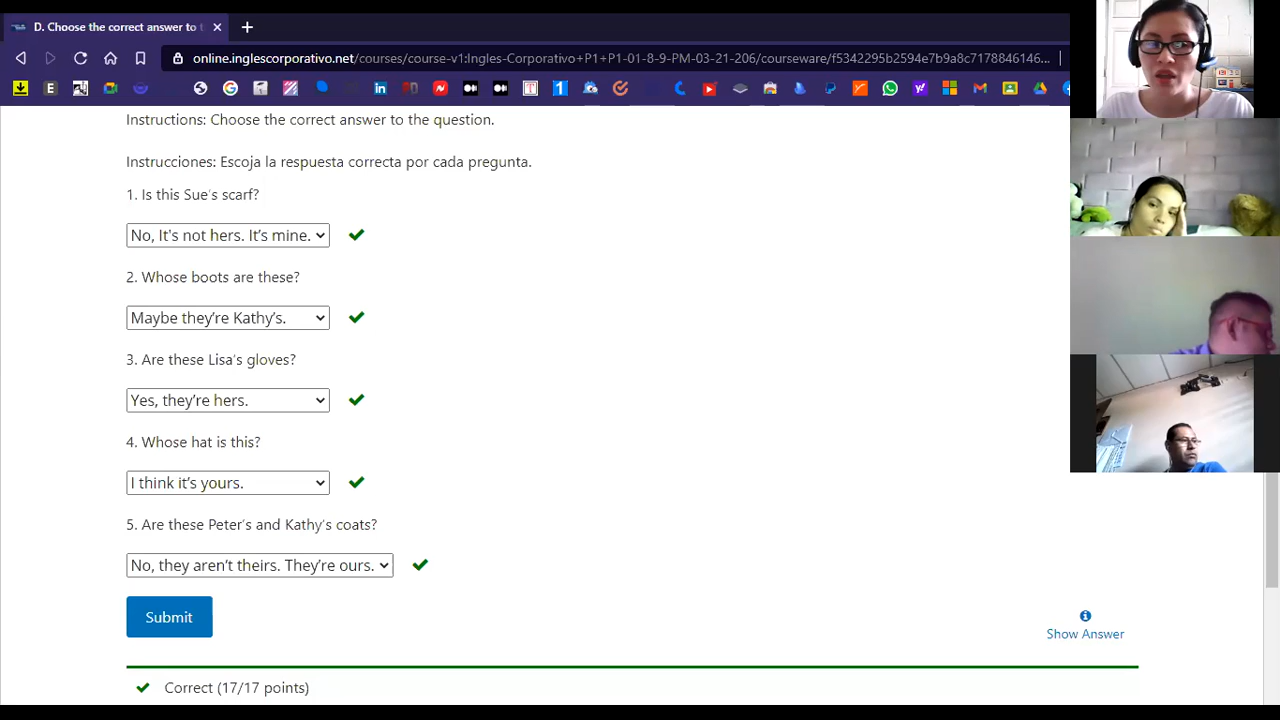 D. Choose the correct answer to t
online.inglescorporativo.net/courses/course-v1:Ingles-Corporativo+P1+P1-01-8-9-PM-03-21-206/courseware/f5342295b2594e7b9a8c7178846146...
Instructions: Choose the correct answer to the question.
Instrucciones: Escoja la respuesta correcta por cada pregunta.
1. Is this Sue's scarf?
No, It's not hers. It's mine.
2. Whose boots are these?
Maybe they're Kathy's.
3. Are these Lisa's gloves?
Yes, they're hers.
4. Whose hat is this?
I think it's yours.
5. Are these Peter's and Kathy's coats?
No, they aren't theirs. They're ours.
Submit
Show Answer
Correct (17/17 points)